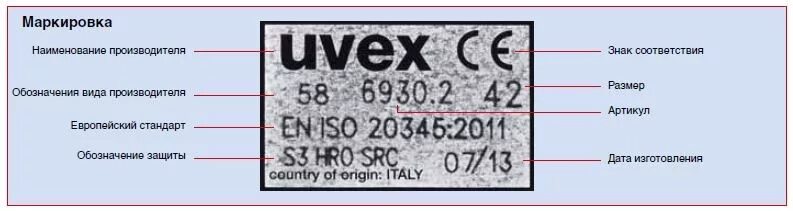 Маркировка
Наименование производителя
Обозначения вида производителя
Европейский стандарт
Обозначение защиты
uvex CE
58 6930.2 42
EN ISO 20345:2011
S3 HRO SRC 07/13
country of origin: ITALY
Знак соответствия
Размер
Артикул
Дата изготовления